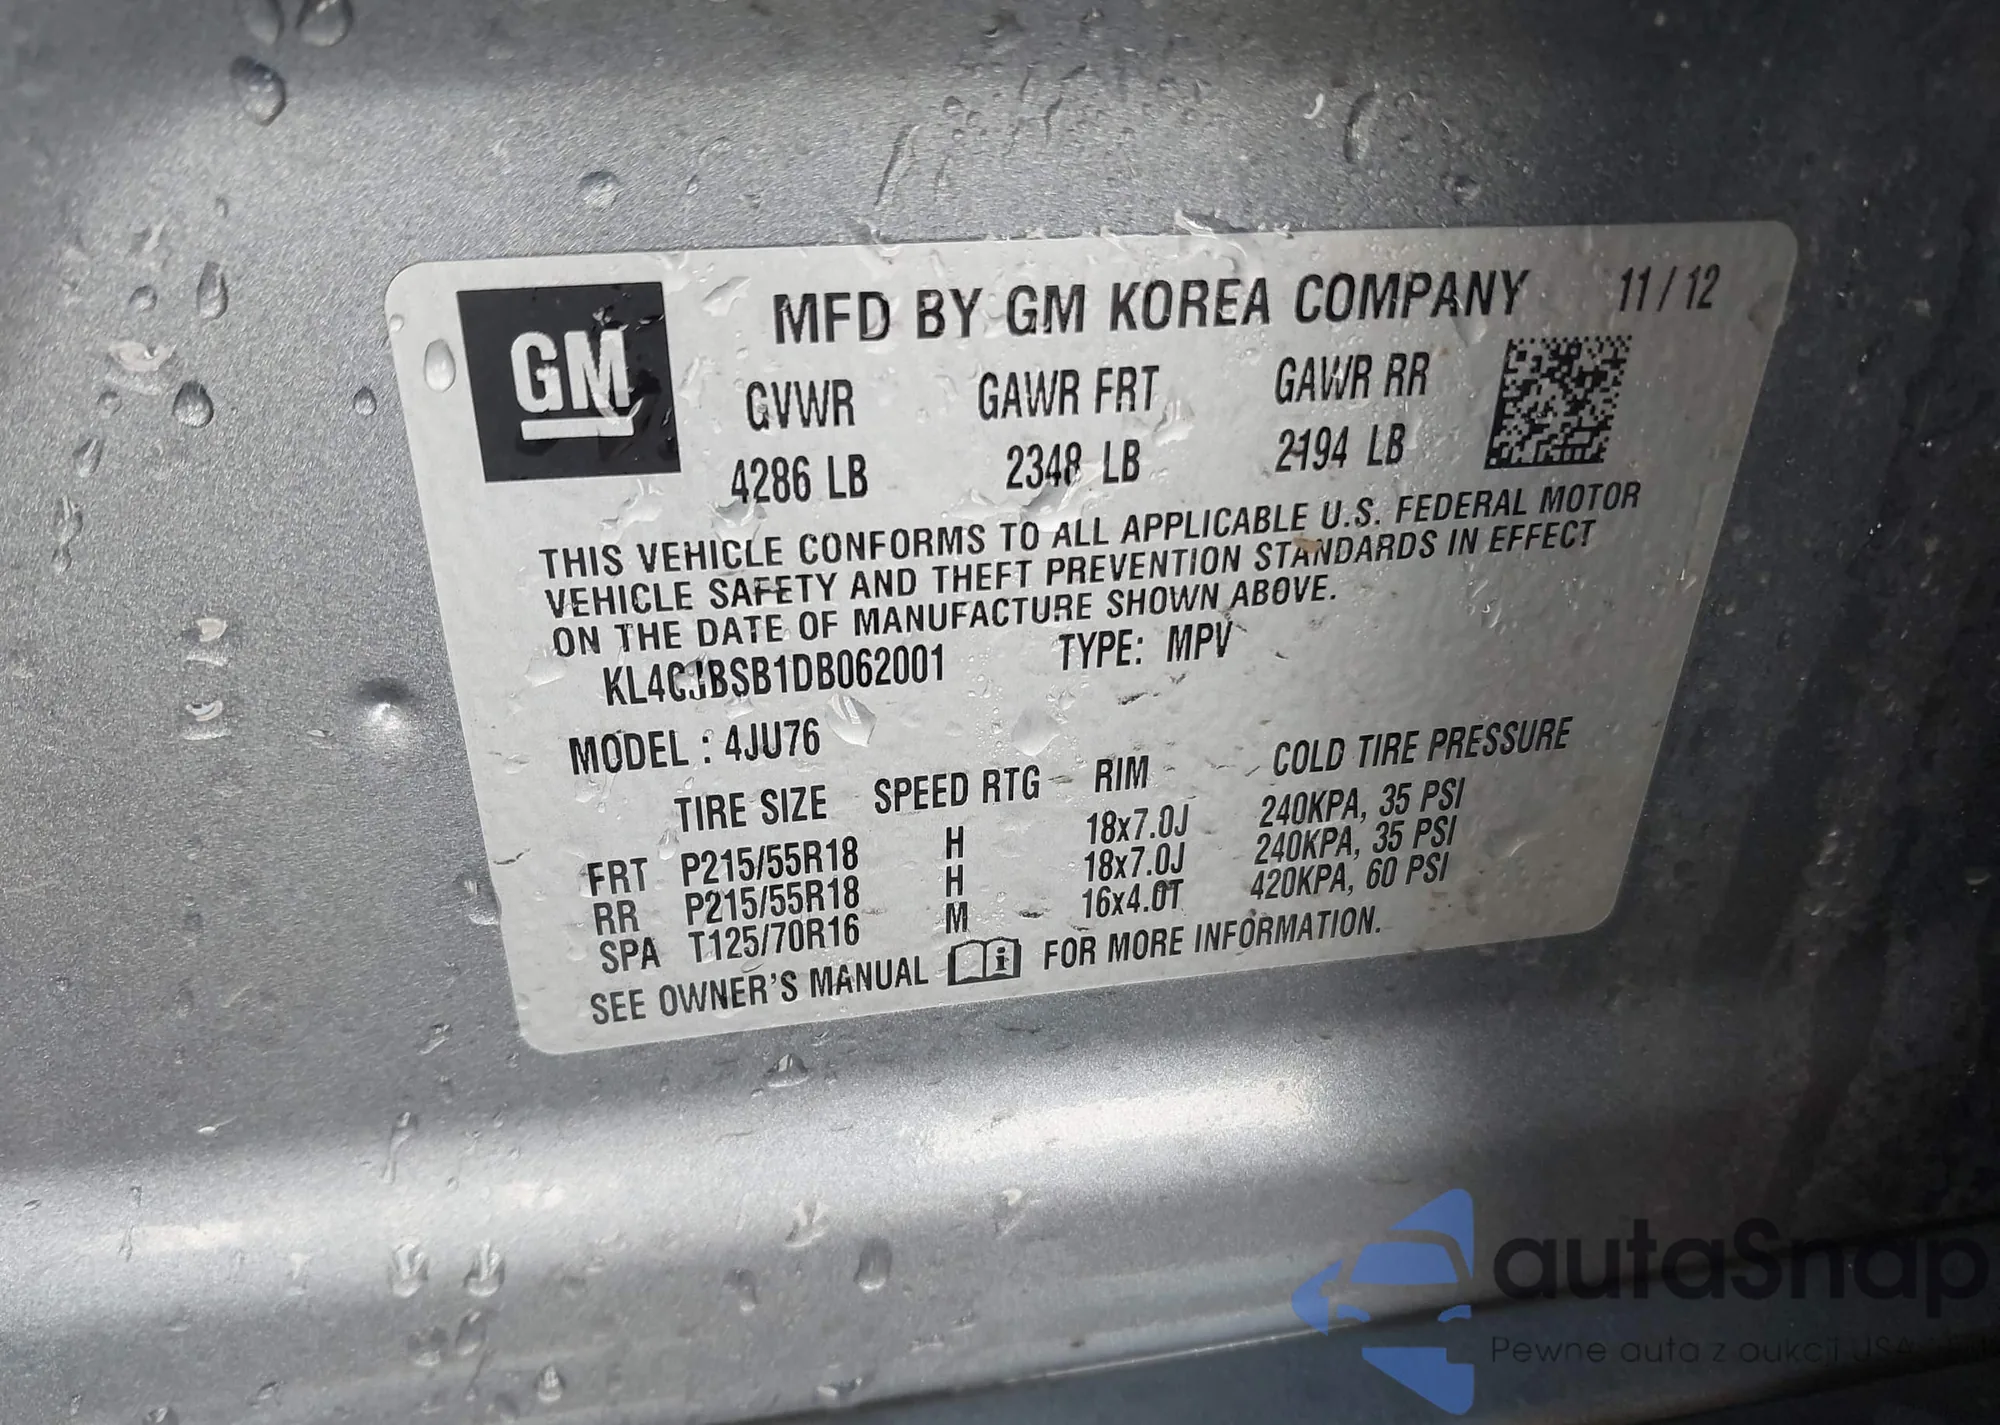 GM
MFD BY GM KOREA COMPANY 11/12
GVWR GAWR FRT GAWR RR
4286 LB 2348 LB 2194 LB
THIS VEHICLE CONFORMS TO ALL APPLICABLE U.S. FEDERAL MOTOR
VEHICLE SAFETY AND THEFT PREVENTION STANDARDS IN EFFECT
ON THE DATE OF MANUFACTURE SHOWN ABOVE.
KL4CJBSB1DB062001 TYPE: MPV
MODEL : 4JU76
TIRE SIZE SPEED RTG RIM COLD TIRE PRESSURE
FRT P215/55R18 H 18x7.0J 240KPA, 35 PSI
RR P215/55R18 H 18x7.0J 240KPA, 35 PSI
SPA T125/70R16 M 16x4.0T 420KPA, 60 PSI
SEE OWNER'S MANUAL i FOR MORE INFORMATION.
autaSnap
Pewne auta z aukcji USA